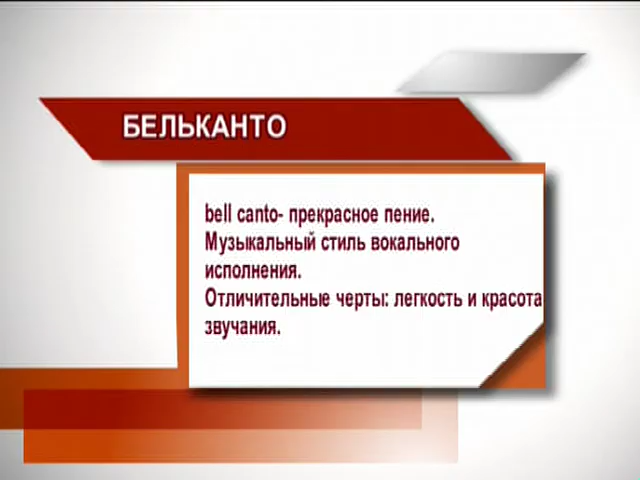 БЕЛЬКАНТО
bell canto- прекрасное пение.
Музыкальный стиль вокального
исполнения.
Отличительные черты: легкость и красота
звучания.